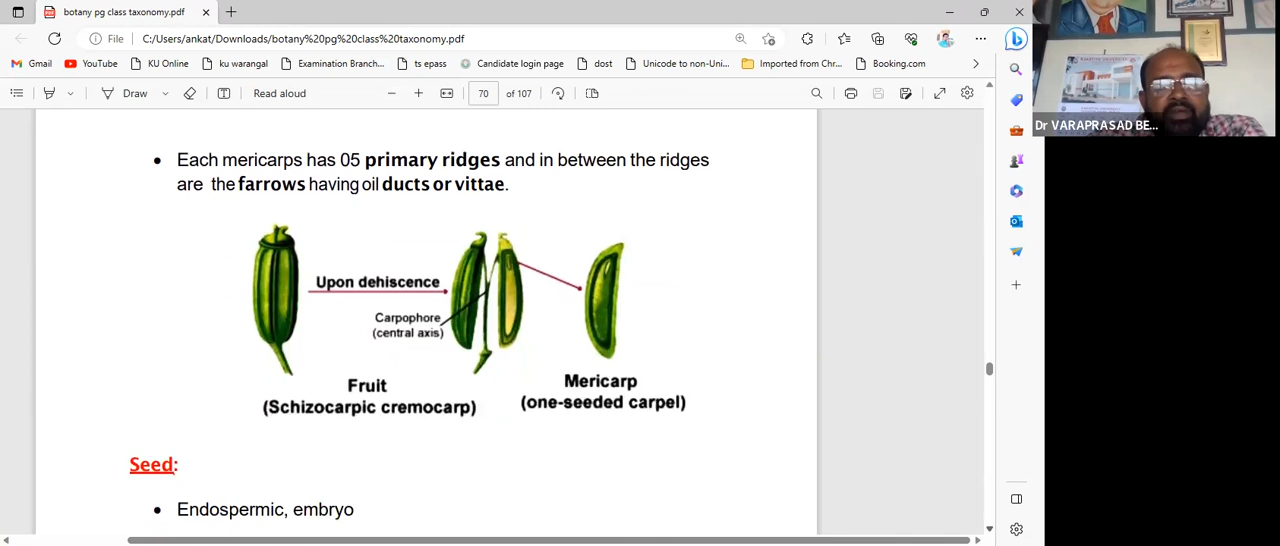 botany pg class taxonomy.pdf
File
C:/Users/ankat/Downloads/botany%20pg%20class%20taxonomy.pdf
Gmail
YouTube
KU Online
ku warangal
Examination Branch...
ts epass
Candidate login page
dost
Unicode to non-Uni...
Imported from Chr...
Booking.com
Draw
Read aloud
70 of 107
Dr VARAPRASAD BE...
• Each mericarps has 05 primary ridges and in between the ridges
are the farrows having oil ducts or vittae.
Upon dehiscence
Carpophore
(central axis)
Fruit
(Schizocarpic cremocarp)
Mericarp
(one-seeded carpel)
Seed:
• Endospermic, embryo